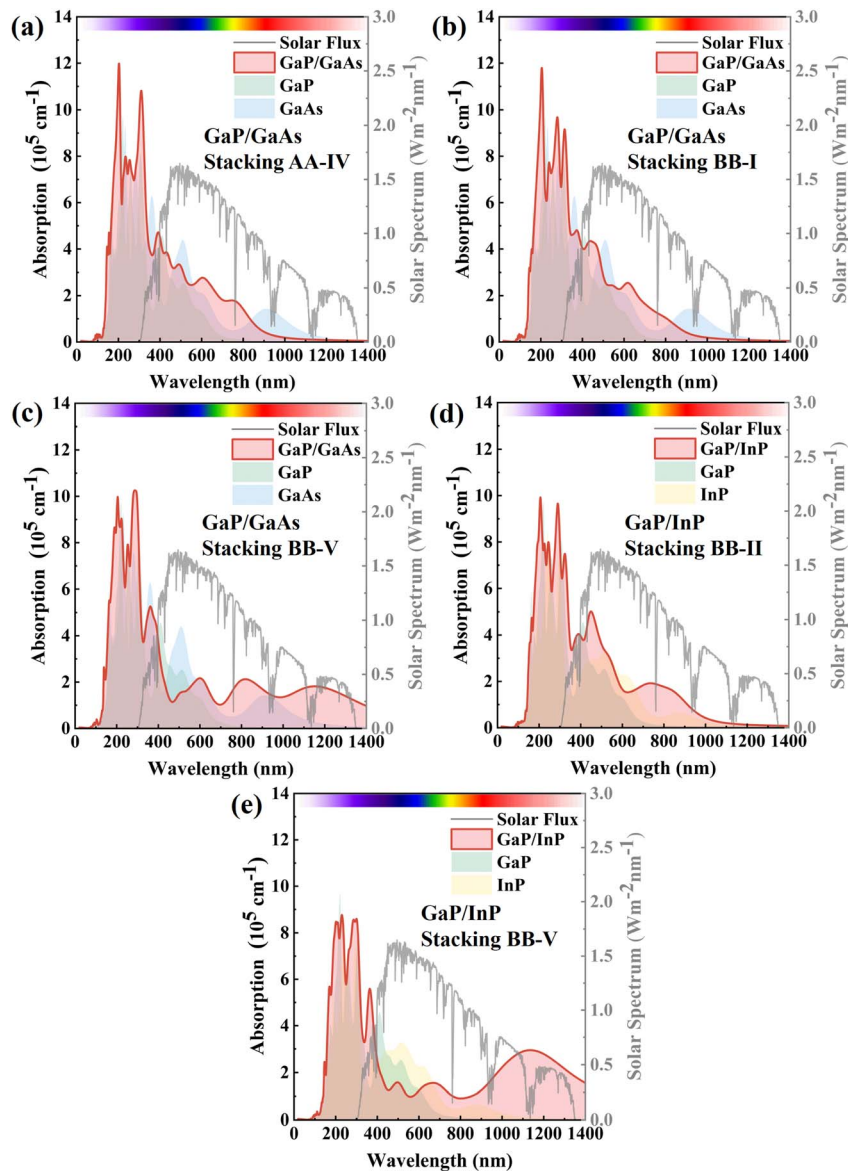 (a)
14
12
10
8
6
4
2
0
Absorption (10⁵ cm⁻¹)
0 200 400 600 800 1000 1200 1400
Wavelength (nm)
3.0
2.5
2.0
1.5
1.0
0.5
0.0
Solar Spectrum (Wm⁻²nm⁻¹)
Solar Flux
GaP/GaAs
GaP
GaAs
GaP/GaAs
Stacking AA-IV
(b)
14
12
10
8
6
4
2
0
Absorption (10⁵ cm⁻¹)
0 200 400 600 800 1000 1200 1400
Wavelength (nm)
3.0
2.5
2.0
1.5
1.0
0.5
0.0
Solar Spectrum (Wm⁻²nm⁻¹)
Solar Flux
GaP/GaAs
GaP
GaAs
GaP/GaAs
Stacking BB-I
(c)
14
12
10
8
6
4
2
0
Absorption (10⁵ cm⁻¹)
0 200 400 600 800 1000 1200 1400
Wavelength (nm)
3.0
2.5
2.0
1.5
1.0
0.5
0.0
Solar Spectrum (Wm⁻²nm⁻¹)
Solar Flux
GaP/GaAs
GaP
GaAs
GaP/GaAs
Stacking BB-V
(d)
14
12
10
8
6
4
2
0
Absorption (10⁵ cm⁻¹)
0 200 400 600 800 1000 1200 1400
Wavelength (nm)
3.0
2.5
2.0
1.5
1.0
0.5
0.0
Solar Spectrum (Wm⁻²nm⁻¹)
Solar Flux
GaP/InP
GaP
InP
GaP/InP
Stacking BB-II
(e)
14
12
10
8
6
4
2
0
Absorption (10⁵ cm⁻¹)
0 200 400 600 800 1000 1200 1400
Wavelength (nm)
3.0
2.5
2.0
1.5
1.0
0.5
0.0
Solar Spectrum (Wm⁻²nm⁻¹)
Solar Flux
GaP/InP
GaP
InP
GaP/InP
Stacking BB-V